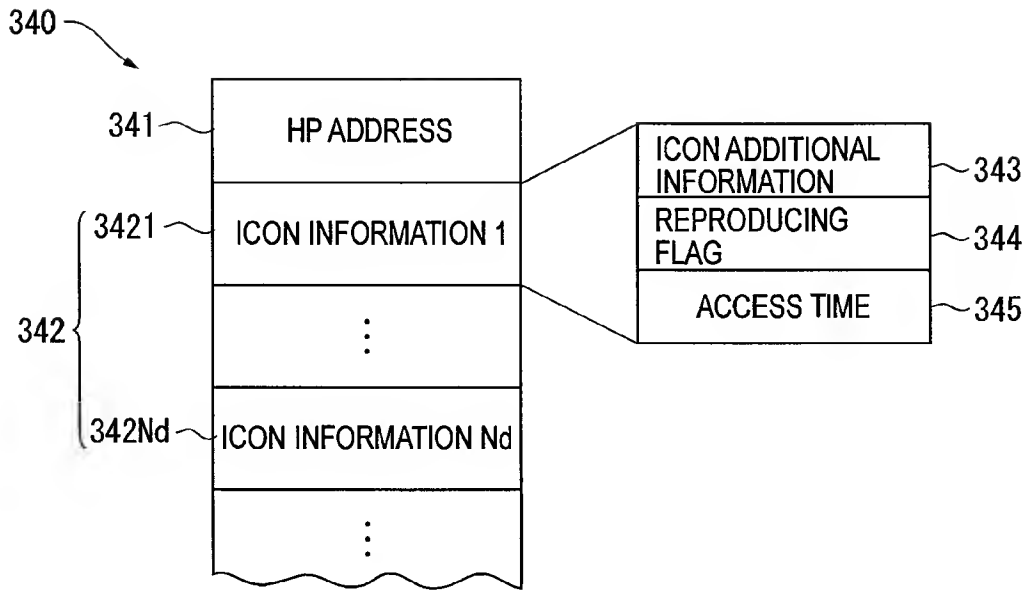 340
341
HP ADDRESS
ICON ADDITIONAL
INFORMATION
343
3421
ICON INFORMATION 1
REPRODUCING
FLAG
344
342
ACCESS TIME
345
342Nd
ICON INFORMATION Nd